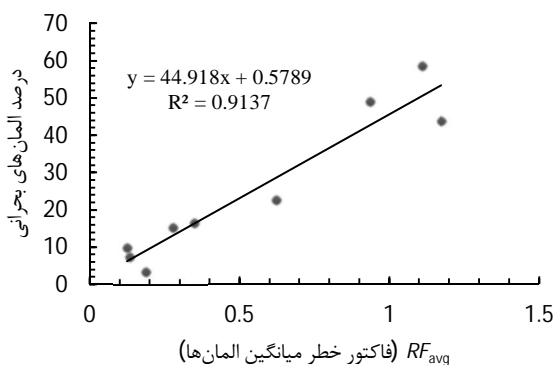 70
60
50
40
30
20
10
0
درصد المان‌های بحرانی
y = 44.918x + 0.5789
R² = 0.9137
0 0.5 1 1.5
RFavg (فاکتور خطر میانگین المان‌ها)